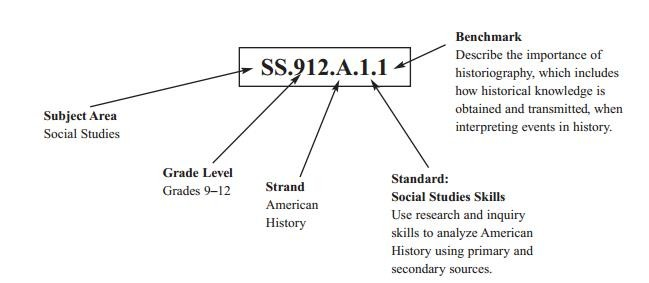 SS.912.A.1.1
Benchmark
Describe the importance of
historiography, which includes
how historical knowledge is
obtained and transmitted, when
interpreting events in history.
Subject Area
Social Studies
Grade Level
Grades 9–12
Strand
American
History
Standard:
Social Studies Skills
Use research and inquiry
skills to analyze American
History using primary and
secondary sources.